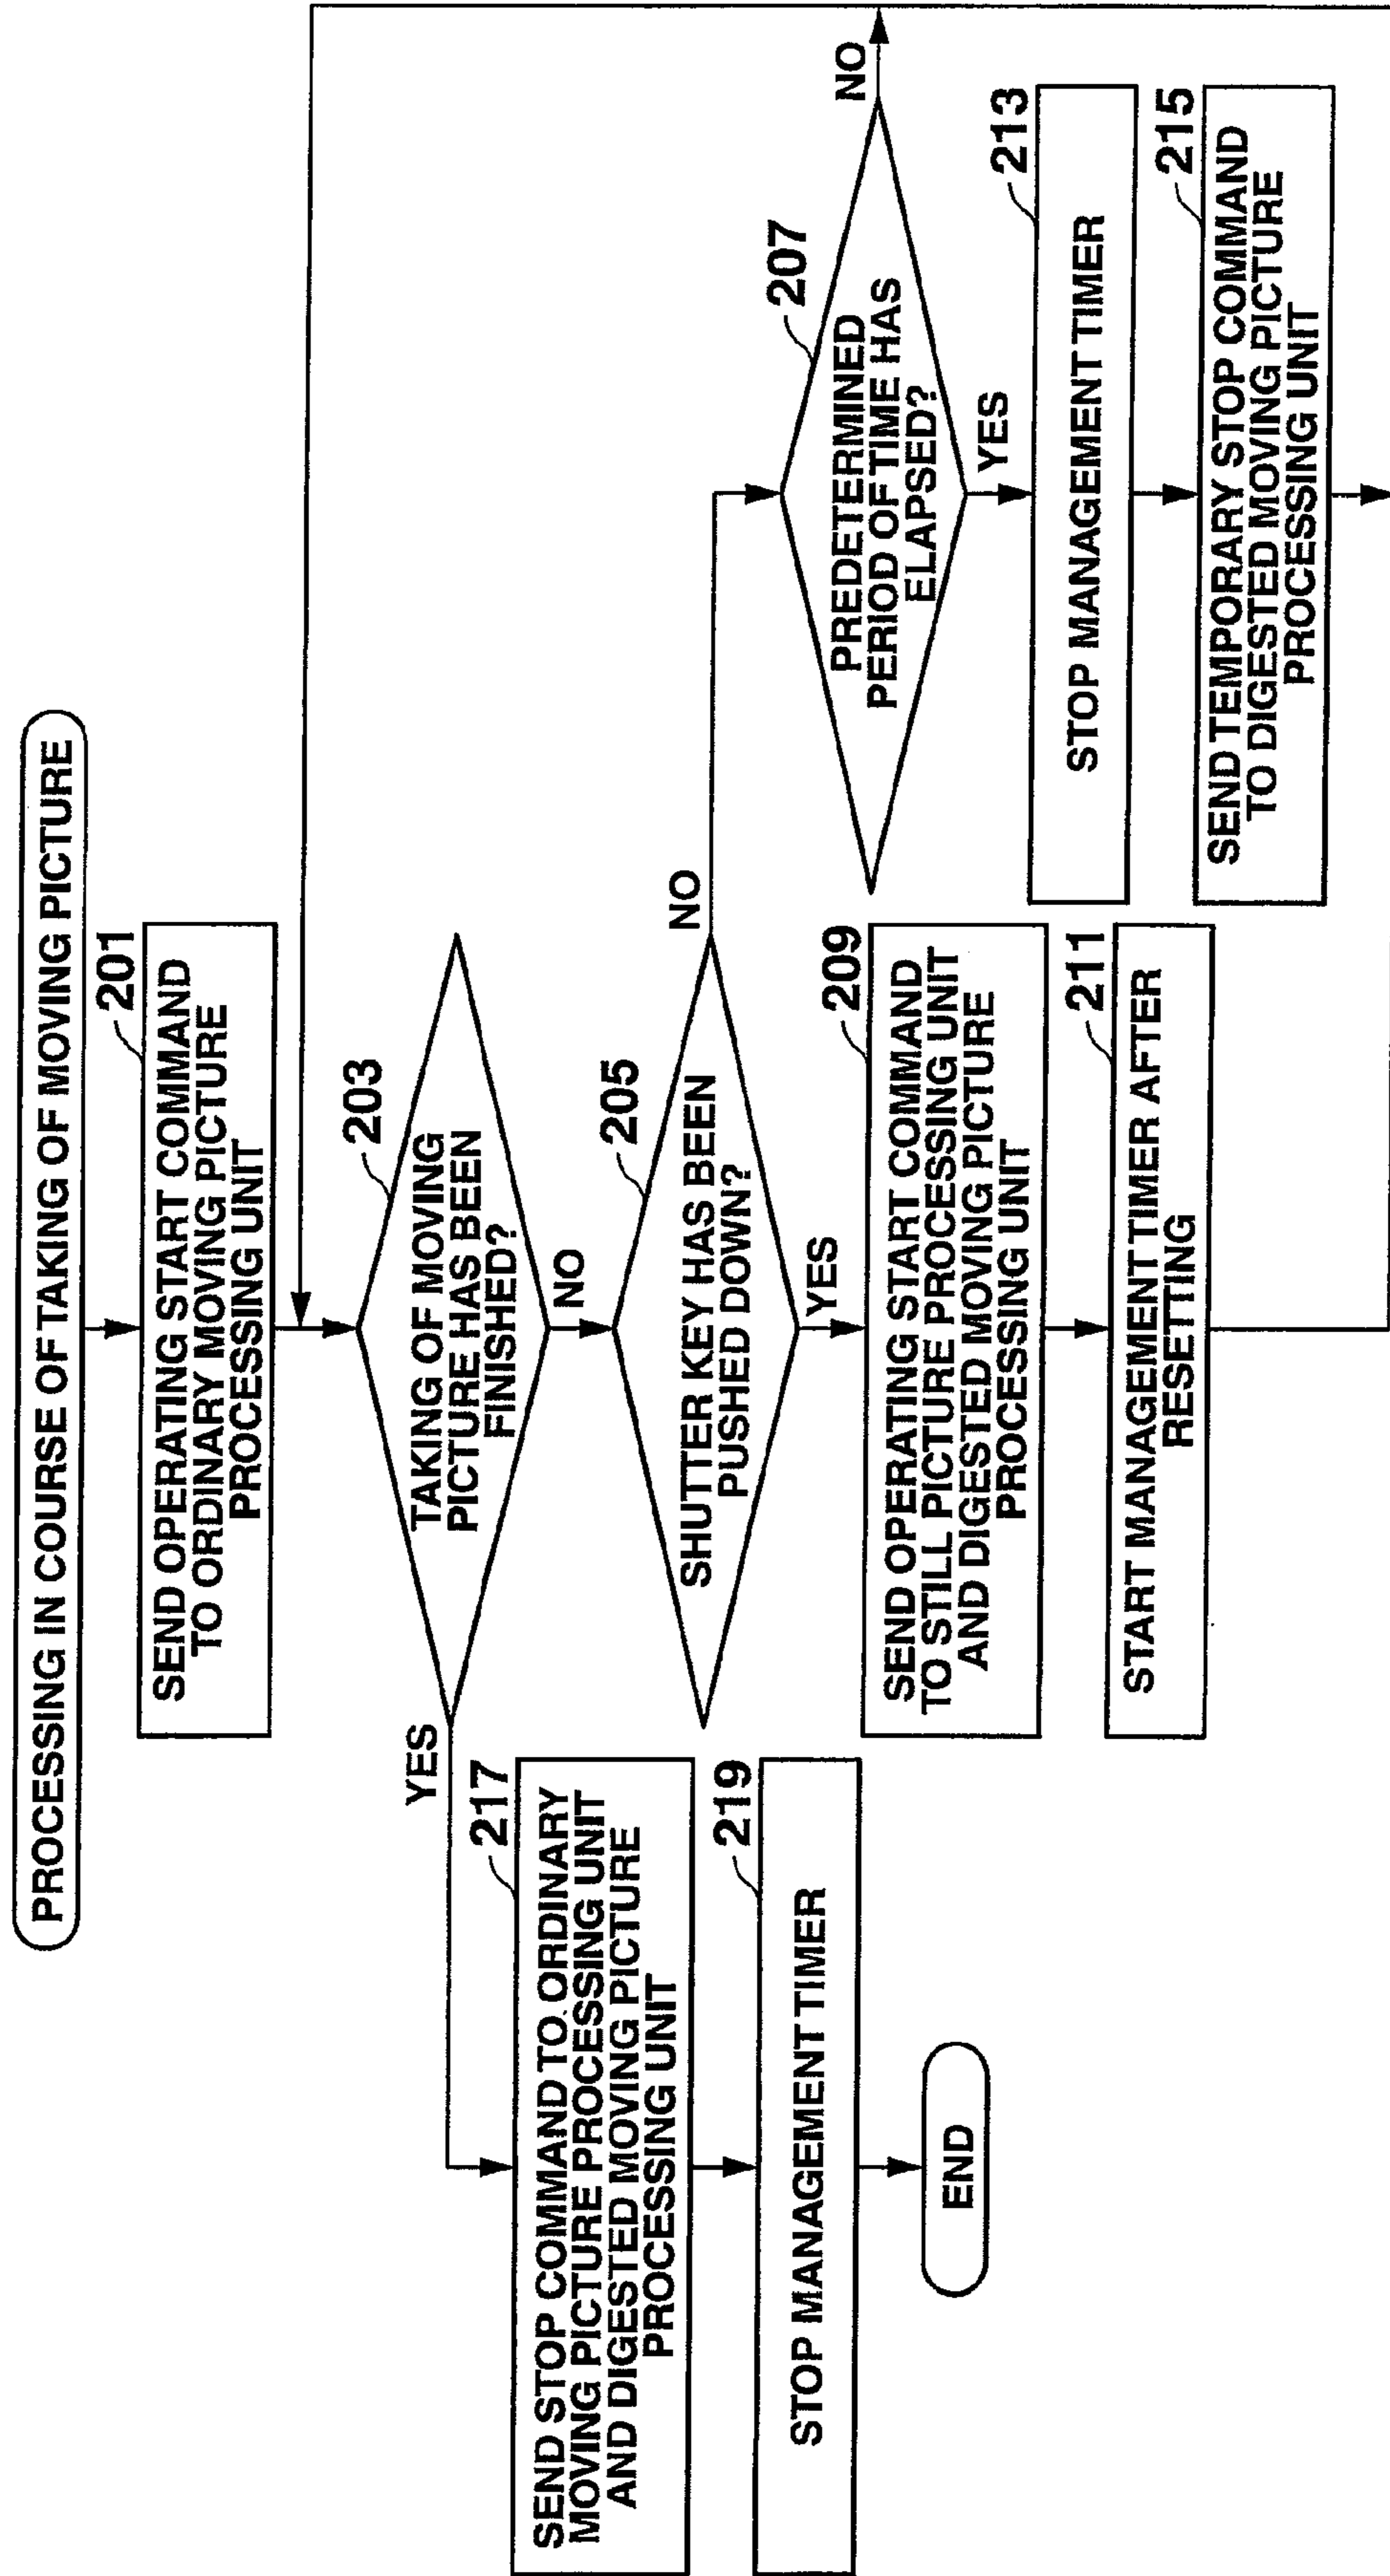 PROCESSING IN COURSE OF TAKING OF MOVING PICTURE
201
SEND OPERATING START COMMAND
TO ORDINARY MOVING PICTURE
PROCESSING UNIT
203
TAKING OF MOVING
PICTURE HAS BEEN
FINISHED?
YES
NO
205
SHUTTER KEY HAS BEEN
PUSHED DOWN?
NO
YES
207
PREDETERMINED
PERIOD OF TIME HAS
ELAPSED?
NO
YES
209
SEND OPERATING START COMMAND
TO STILL PICTURE PROCESSING UNIT
AND DIGESTED MOVING PICTURE
PROCESSING UNIT
211
START MANAGEMENT TIMER AFTER
RESETTING
213
STOP MANAGEMENT TIMER
215
SEND TEMPORARY STOP COMMAND
TO DIGESTED MOVING PICTURE
PROCESSING UNIT
217
SEND STOP COMMAND TO ORDINARY
MOVING PICTURE PROCESSING UNIT
AND DIGESTED MOVING PICTURE
PROCESSING UNIT
219
STOP MANAGEMENT TIMER
END